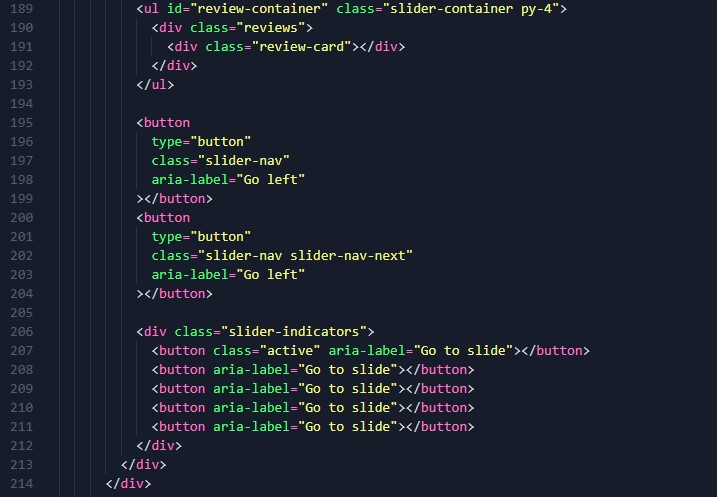 189 <ul id="review-container" class="slider-container py-4">
190 <div class="reviews">
191 <div class="review-card"></div>
192 </div>
193 </ul>
194
195 <button
196 type="button"
197 class="slider-nav"
198 aria-label="Go left"
199 ></button>
200 <button
201 type="button"
202 class="slider-nav slider-nav-next"
203 aria-label="Go left"
204 ></button>
205
206 <div class="slider-indicators">
207 <button class="active" aria-label="Go to slide"></button>
208 <button aria-label="Go to slide"></button>
209 <button aria-label="Go to slide"></button>
210 <button aria-label="Go to slide"></button>
211 <button aria-label="Go to slide"></button>
212 </div>
213 </div>
214 </div>